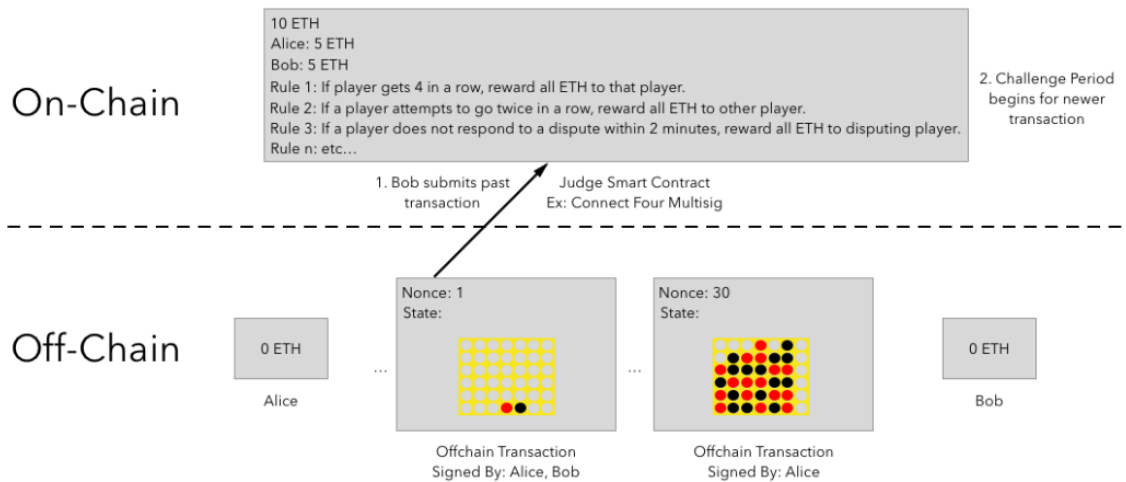 10 ETH
Alice: 5 ETH
Bob: 5 ETH
Rule 1: If player gets 4 in a row, reward all ETH to that player.
Rule 2: If a player attempts to go twice in a row, reward all ETH to other player.
Rule 3: If a player does not respond to a dispute within 2 minutes, reward all ETH to disputing player.
Rule n: etc...
On-Chain
2. Challenge Period
begins for newer
transaction
1. Bob submits past
transaction
Judge Smart Contract
Ex: Connect Four Multisig
Off-Chain
0 ETH
Alice
...
Nonce: 1
State:
Offchain Transaction
Signed By: Alice, Bob
...
Nonce: 30
State:
Offchain Transaction
Signed By: Alice
0 ETH
Bob